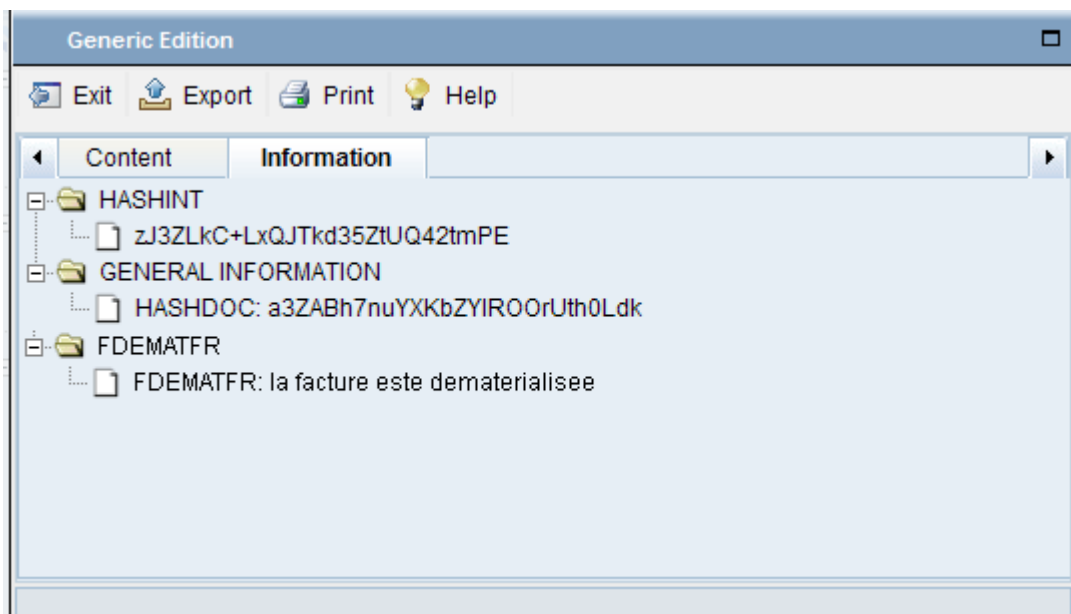 Generic Edition
Exit Export Print Help
Content Information
HASHINT
zJ3ZLkC+LxQJTkd35ZtUQ42tmPE
GENERAL INFORMATION
HASHDOC: a3ZABh7nuYXKbZYIROOrUth0Ldk
FDEMATFR
FDEMATFR: la facture este dematerialisee